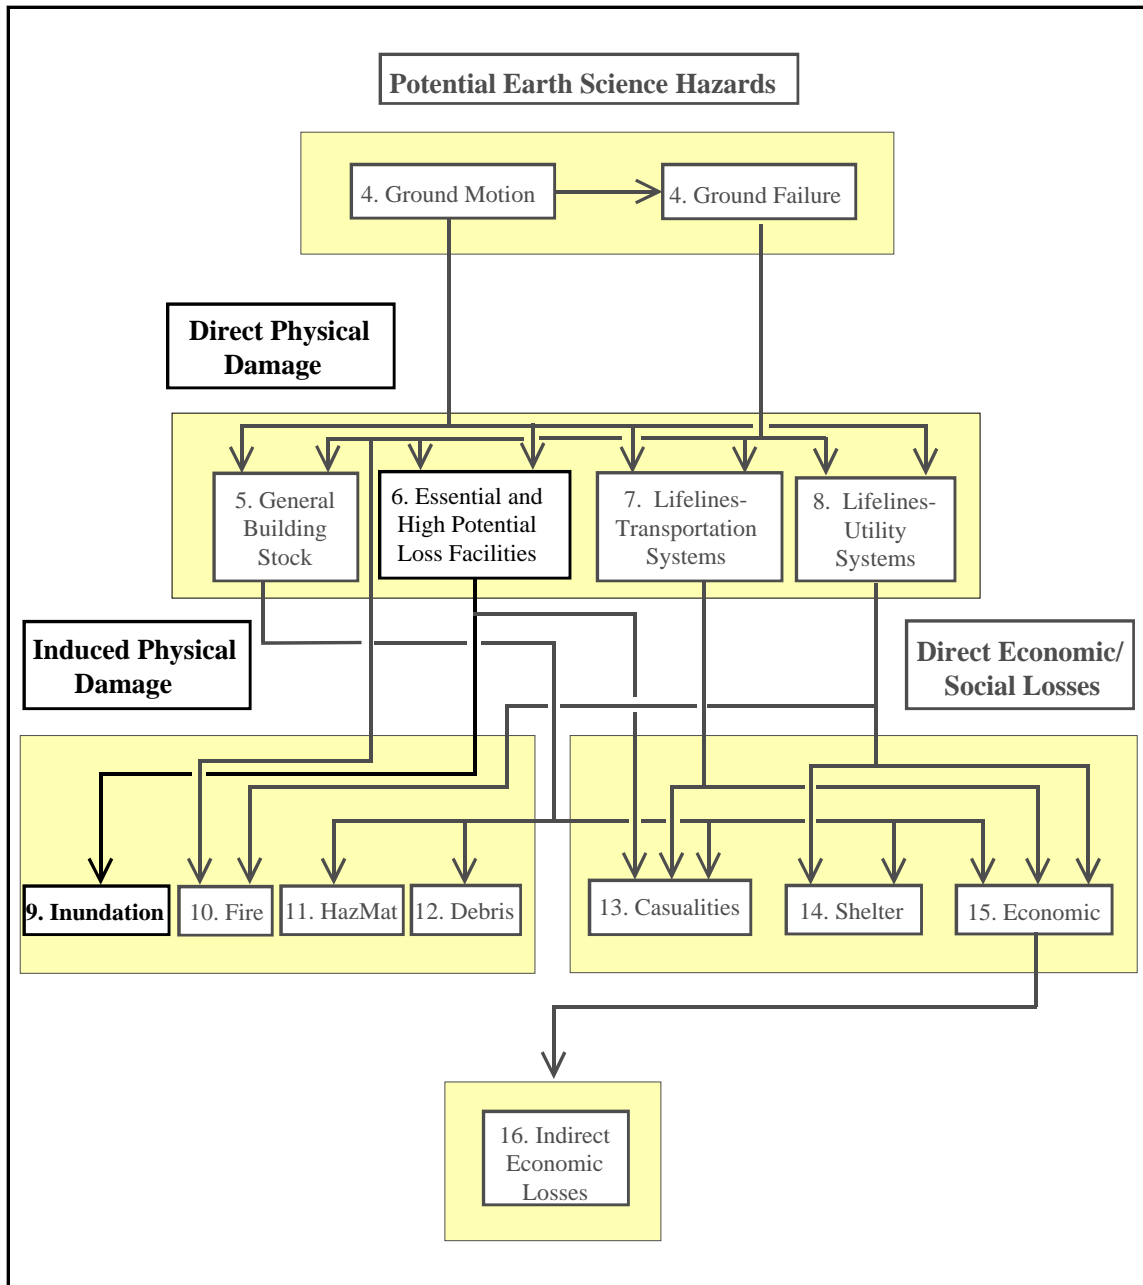 Potential Earth Science Hazards
4. Ground Motion
4. Ground Failure
Direct Physical
Damage
5. General
Building
Stock
6. Essential and
High Potential
Loss Facilities
7.  Lifelines-
Transportation
Systems
8.  Lifelines-
Utility
Systems
Induced Physical
Damage
Direct Economic/
Social Losses
9. Inundation
10. Fire
11. HazMat
12. Debris
13. Casualities
14. Shelter
15. Economic
16. Indirect
Economic
Losses